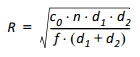 R = √(c₀ · n · d₁ · d₂ / f · (d₁ + d₂))